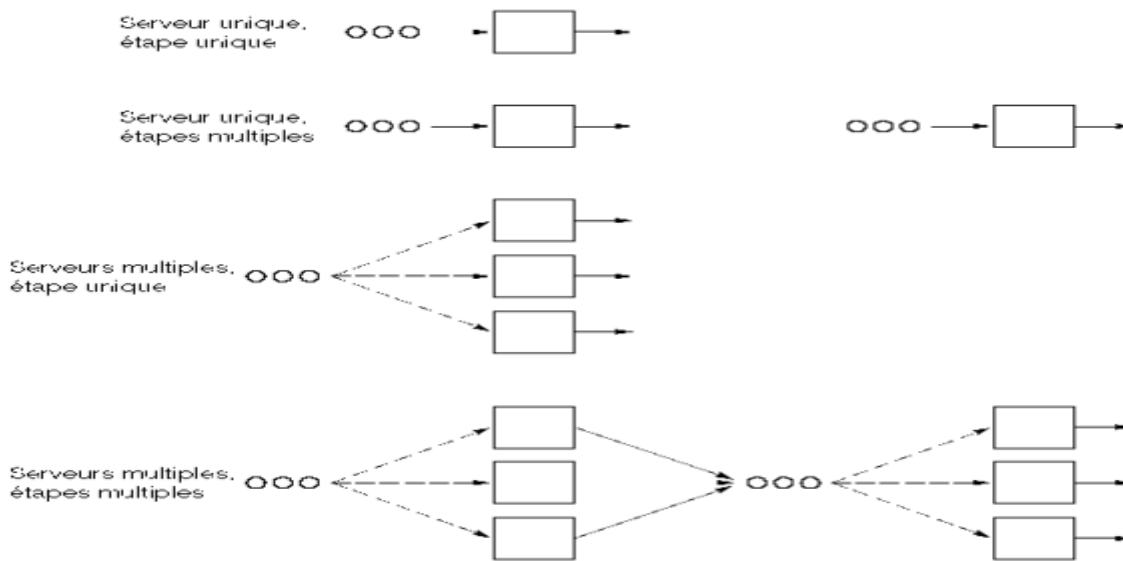 Serveur unique,
étape unique
Serveur unique,
étapes multiples
Serveurs multiples,
étape unique
Serveurs multiples,
étapes multiples